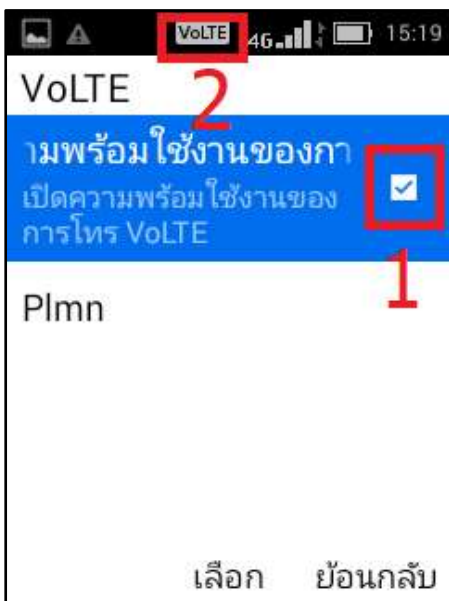 VoLTE 4G 15:19
VoLTE
2
ามพร้อมใช้งานของกา
เปิดความพร้อมใช้งานของ
การโทร VoLTE
1
Plmn
เลือก ย้อนกลับ